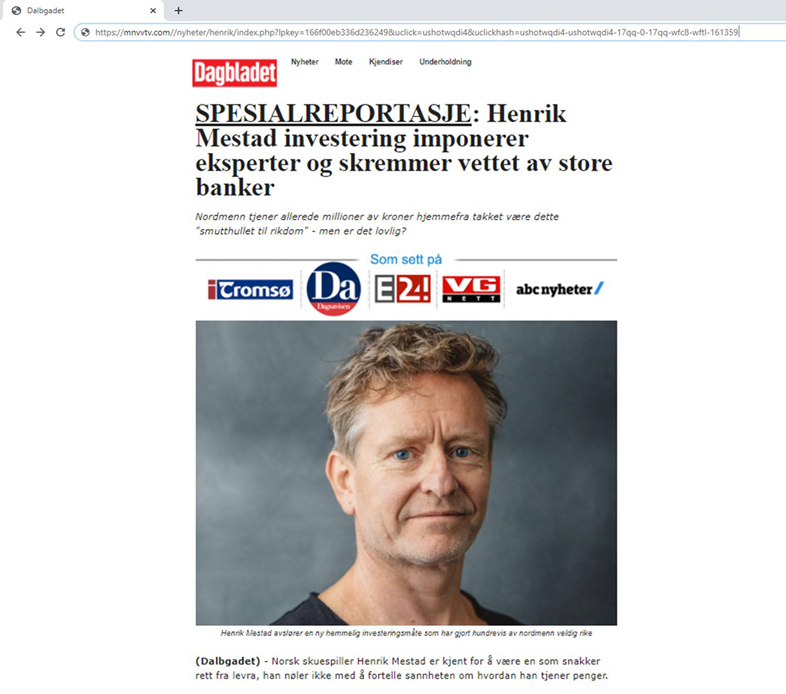 Dalbgadet
https://mnvvtv.com//nyheter/henrik/index.php?lpkey=166f00eb336d236249&uclick=ushotwqdi4&uclickhash=ushotwqdi4-ushotwqdi4-17qq-0-17qq-wfc8-wftl-161359
Dagbladet Nyheter Mote Kjendiser Underholdning
SPESIALREPORTASJE: Henrik
Mestad investering imponerer
eksperter og skremmer vettet av store
banker
Nordmenn tjener allerede millioner av kroner hjemmefra takket være dette
"smutthullet til rikdom" - men er det lovlig?
Som sett på
iTromsø Da Dagsavisen E24! VG NETT abc nyheter
Henrik Mestad avslører en ny hemmelig investeringsmåte som har gjort hundrevis av nordmenn veldig rike
(Dalbgadet) - Norsk skuespiller Henrik Mestad er kjent for å være en som snakker
rett fra levra, han nøler ikke med å fortelle sannheten om hvordan han tjener penger.